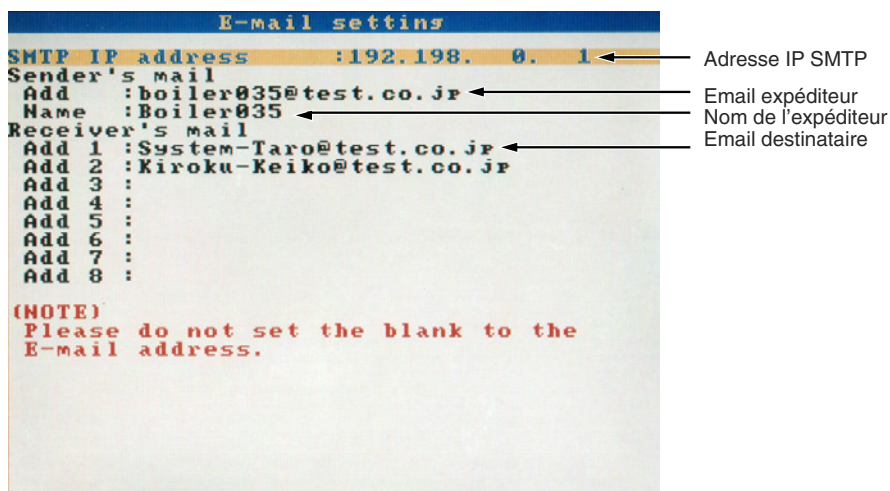 E-mail setting
SMTP IP address :192.198. 0. 1
Sender's mail
Add :boiler035@test.co.jp
Name :Boiler035
Receiver's mail
Add 1 :System-Taro@test.co.jp
Add 2 :Kiroku-Keiko@test.co.jp
Add 3 :
Add 4 :
Add 5 :
Add 6 :
Add 7 :
Add 8 :
(NOTE)
Please do not set the blank to the
E-mail address.
Adresse IP SMTP
Email expéditeur
Nom de l'expéditeur
Email destinataire